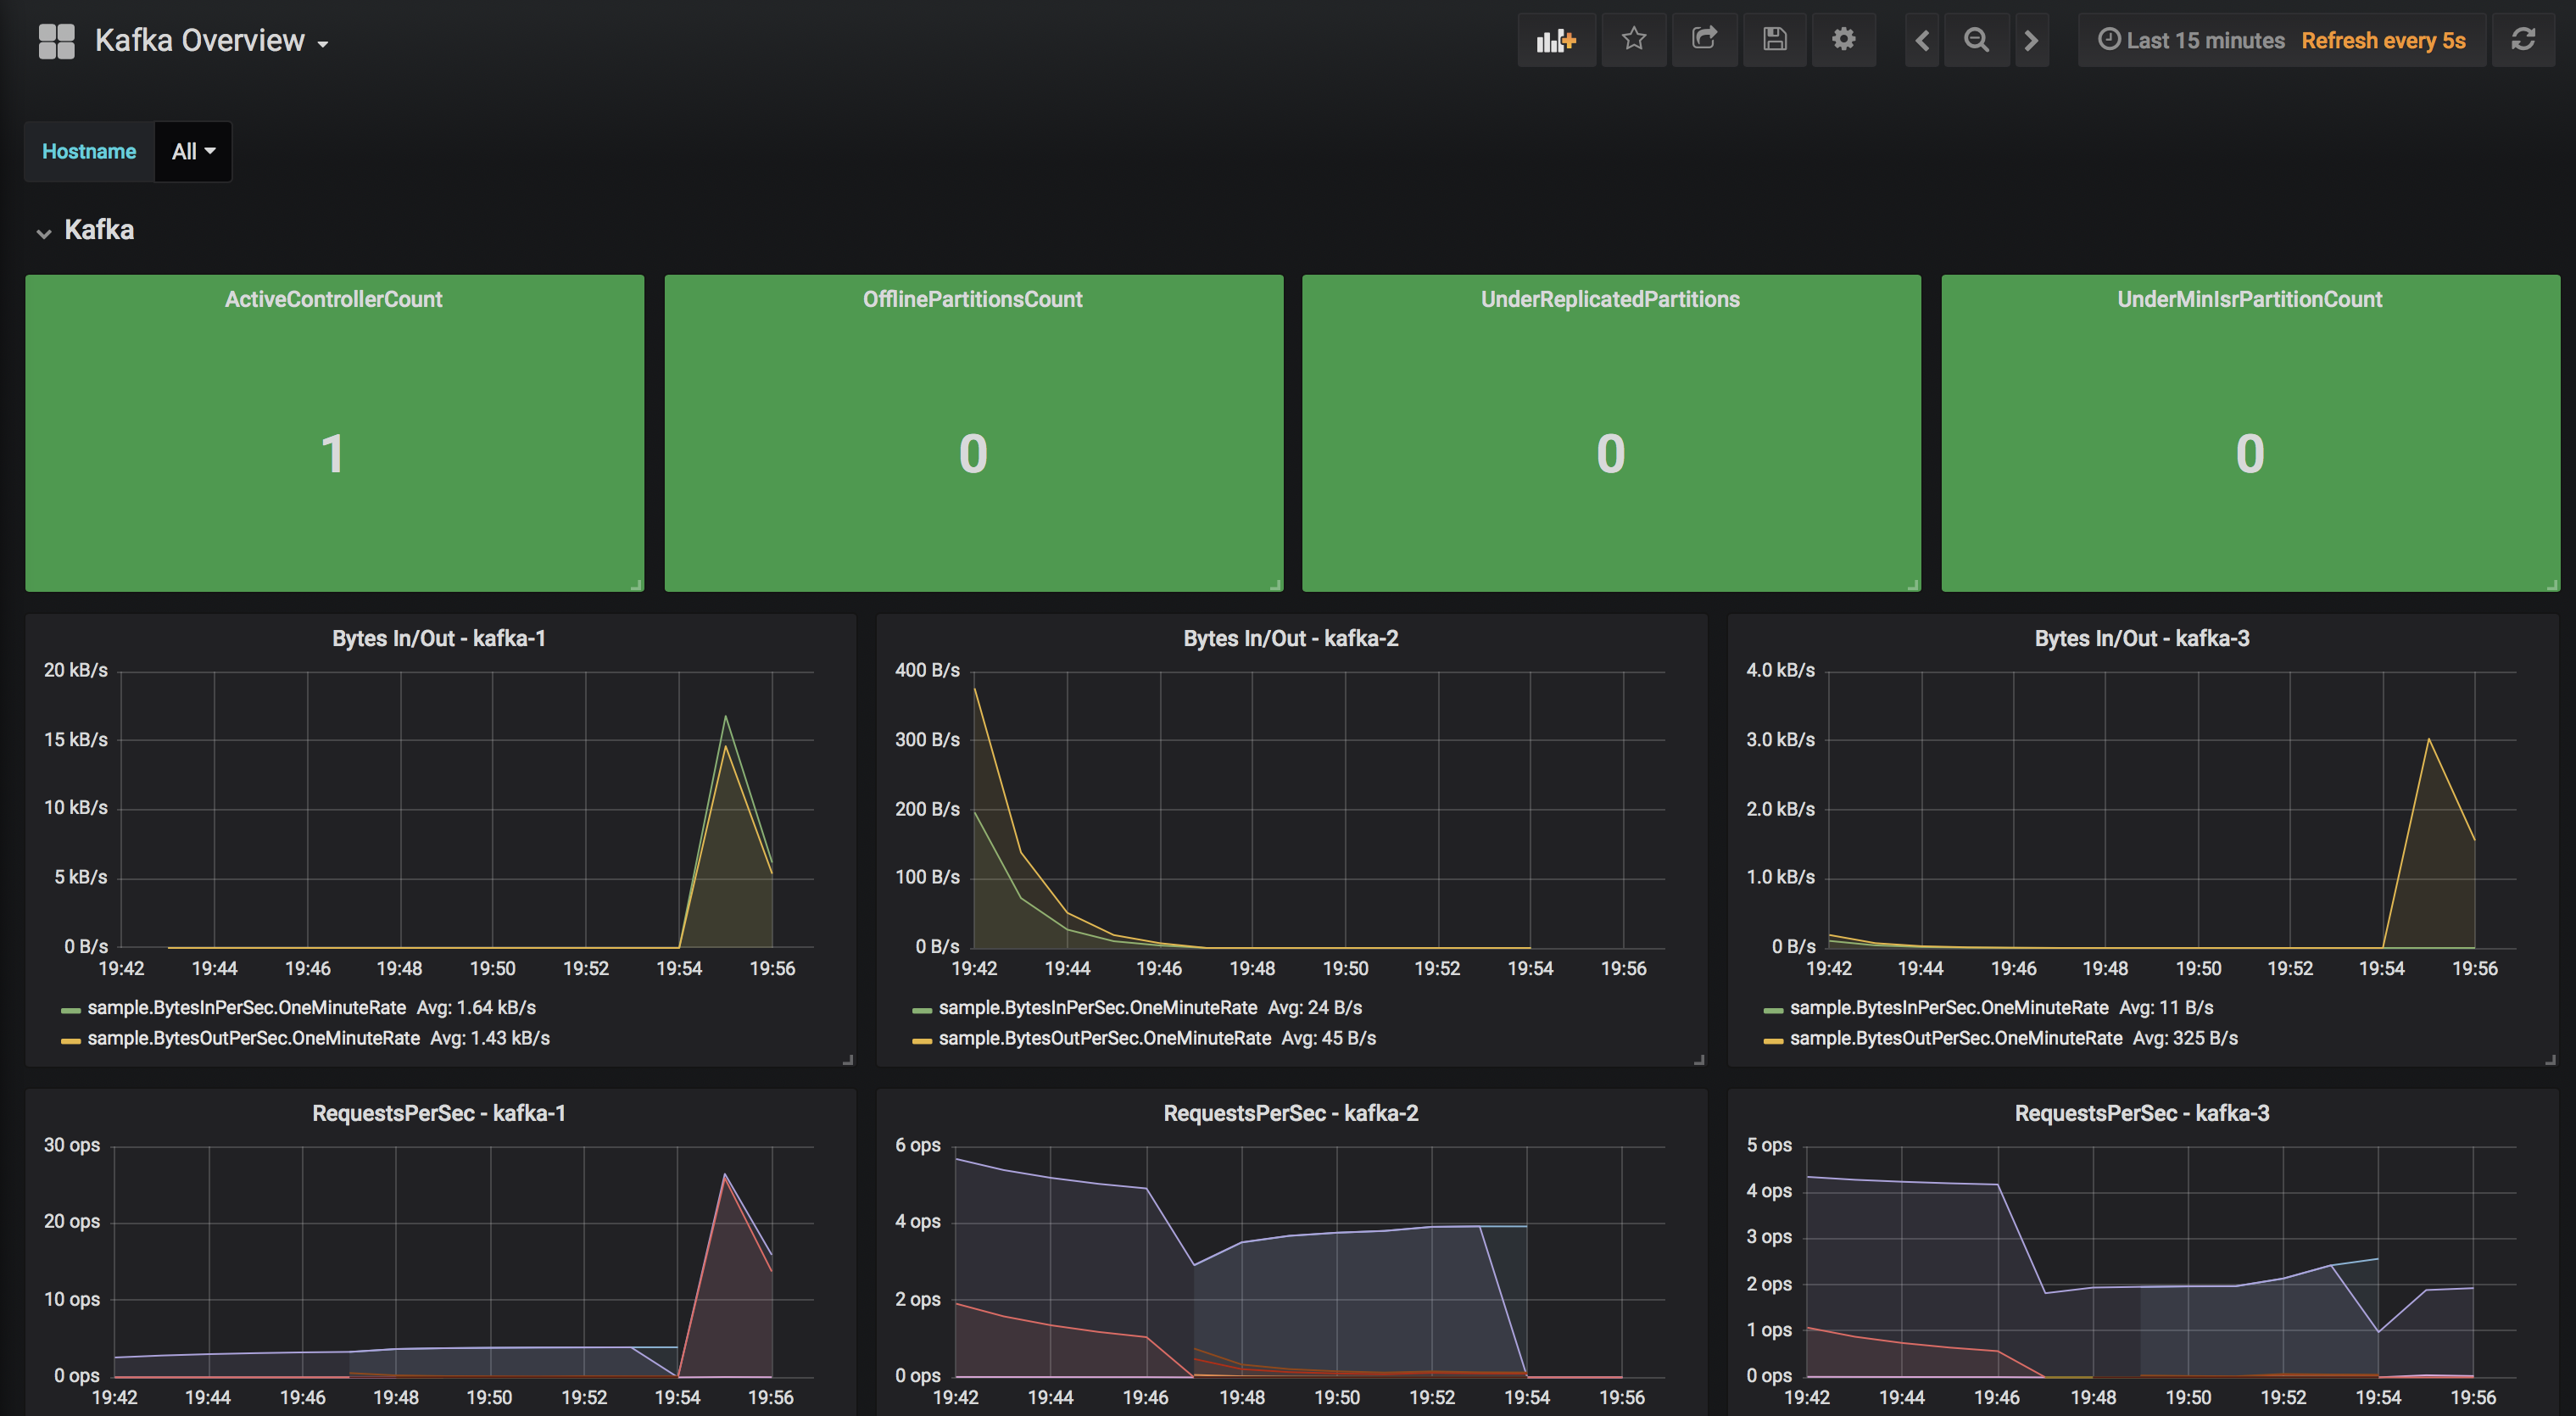 Kafka Overview
Last 15 minutes Refresh every 5s
Hostname All
Kafka
ActiveControllerCount
1
OfflinePartitionsCount
0
UnderReplicatedPartitions
0
UnderMinIsrPartitionCount
0
Bytes In/Out - kafka-1
20 kB/s
15 kB/s
10 kB/s
5 kB/s
0 B/s
19:42 19:44 19:46 19:48 19:50 19:52 19:54 19:56
sample.BytesInPerSec.OneMinuteRate Avg: 1.64 kB/s
sample.BytesOutPerSec.OneMinuteRate Avg: 1.43 kB/s
Bytes In/Out - kafka-2
400 B/s
300 B/s
200 B/s
100 B/s
0 B/s
19:42 19:44 19:46 19:48 19:50 19:52 19:54 19:56
sample.BytesInPerSec.OneMinuteRate Avg: 24 B/s
sample.BytesOutPerSec.OneMinuteRate Avg: 45 B/s
Bytes In/Out - kafka-3
4.0 kB/s
3.0 kB/s
2.0 kB/s
1.0 kB/s
0 B/s
19:42 19:44 19:46 19:48 19:50 19:52 19:54 19:56
sample.BytesInPerSec.OneMinuteRate Avg: 11 B/s
sample.BytesOutPerSec.OneMinuteRate Avg: 325 B/s
RequestsPerSec - kafka-1
30 ops
20 ops
10 ops
0 ops
19:42 19:44 19:46 19:48 19:50 19:52 19:54 19:56
RequestsPerSec - kafka-2
6 ops
4 ops
2 ops
0 ops
19:42 19:44 19:46 19:48 19:50 19:52 19:54 19:56
RequestsPerSec - kafka-3
5 ops
4 ops
3 ops
2 ops
1 ops
0 ops
19:42 19:44 19:46 19:48 19:50 19:52 19:54 19:56